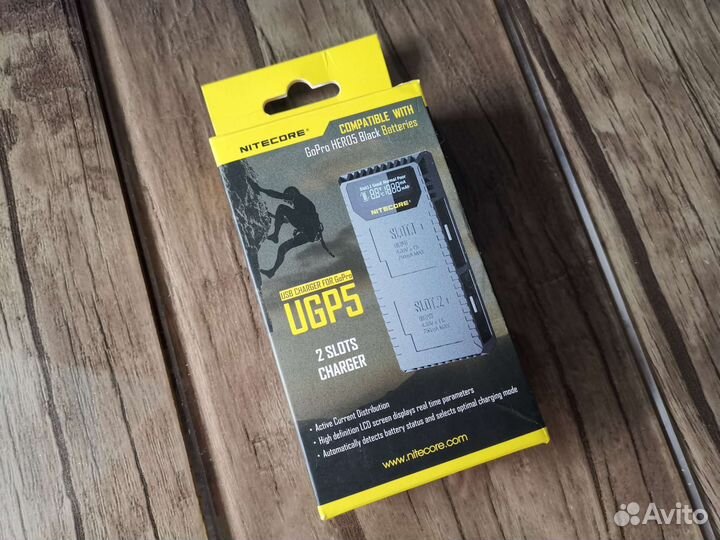 NITECORE®
COMPATIBLE WITH
GoPro HERO5 Black Batteries
NITECORE®
SLOT1
SLOT2
4.35V
USB CHARGER FOR GoPro
UGP5
2 SLOTS
CHARGER
• Active Current Distribution
• High definition LCD screen displays real time parameters
• Automatically detects battery status and selects optimal charging mode
www.nitecore.com
Avito